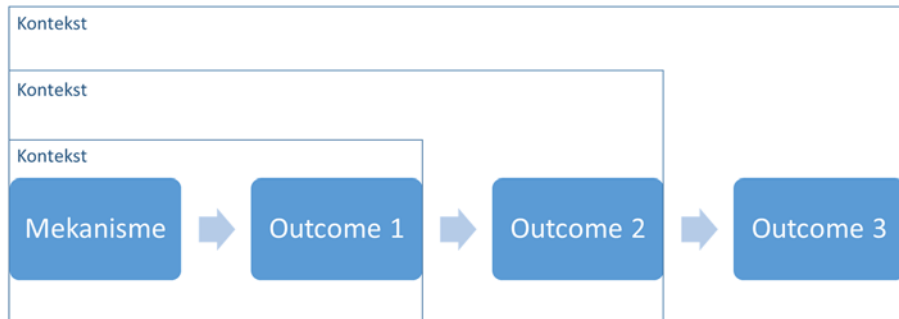 Kontekst
Kontekst
Kontekst
Mekanisme
Outcome 1
Outcome 2
Outcome 3